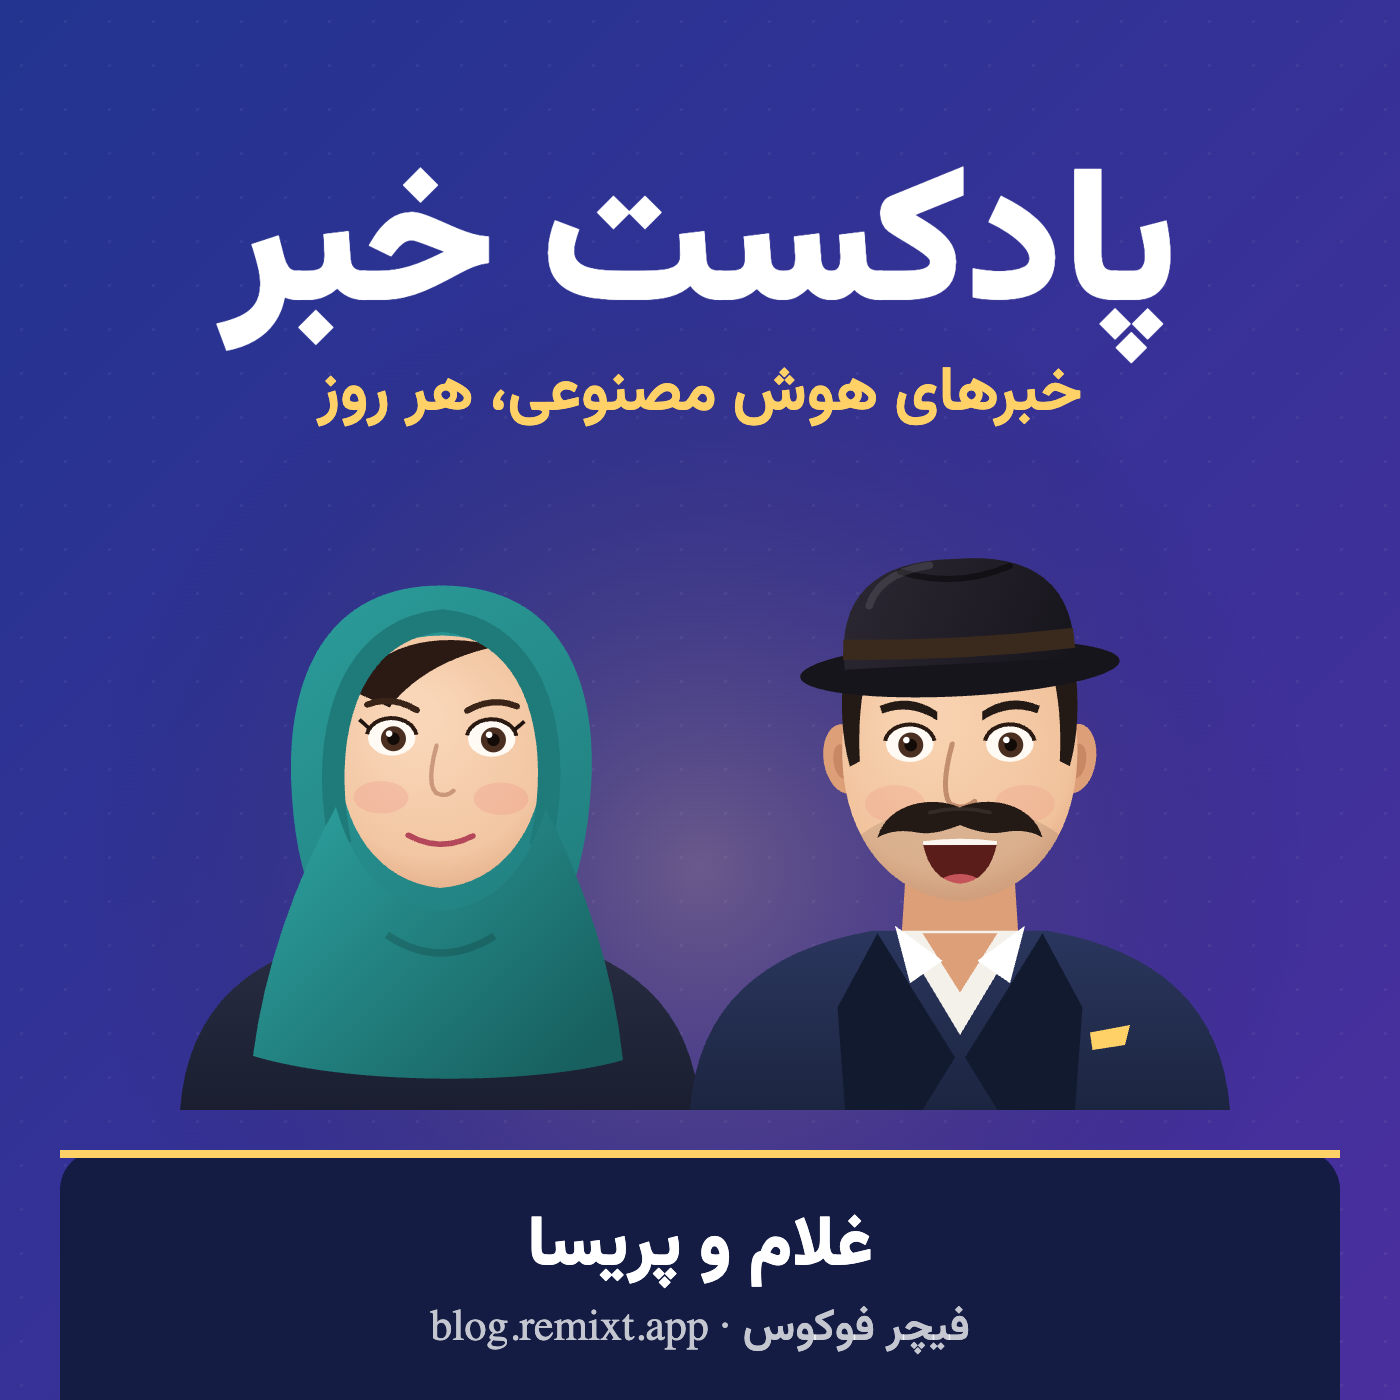 پادکست خبر
خبرهای هوش مصنوعی، هر روز
غلام و پریسا
فیچر فوکوس · blog.remixt.app